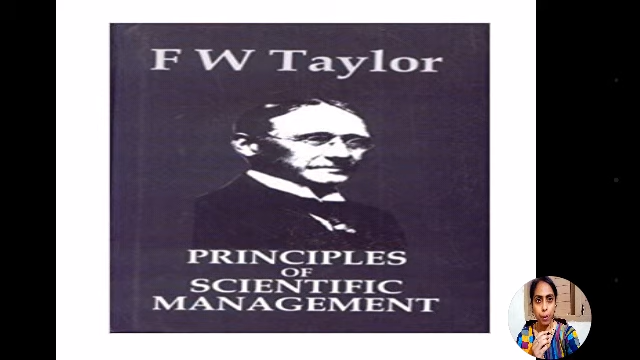 F W Taylor
PRINCIPLES
OF
SCIENTIFIC
MANAGEMENT